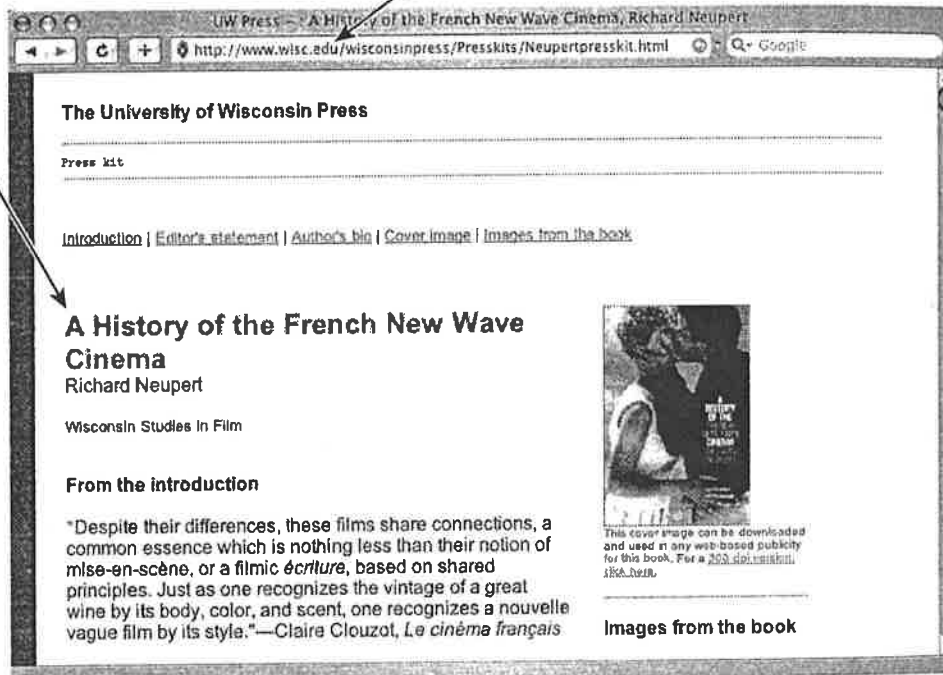 UW Press - : A History of the French New Wave Cinema, Richard Neupert
http://www.wisc.edu/wisconsinpress/Presskits/Neupertpresskit.html Google
The University of Wisconsin Press
Press kit
Introduction | Editor's statement | Author's bio | Cover image | Images from the book
A History of the French New Wave
Cinema
Richard Neupert
Wisconsin Studies in Film
From the introduction
"Despite their differences, these films share connections, a
common essence which is nothing less than their notion of
mise-en-scène, or a filmic écriture, based on shared
principles. Just as one recognizes the vintage of a great
wine by its body, color, and scent, one recognizes a nouvelle
vague film by its style."—Claire Clouzot, Le cinéma français
A
HISTORY
OF THE
CINEMA
This cover image can be downloaded
and used in any web-based publicity
for this book. For a 300 dpi version,
click here.
Images from the book